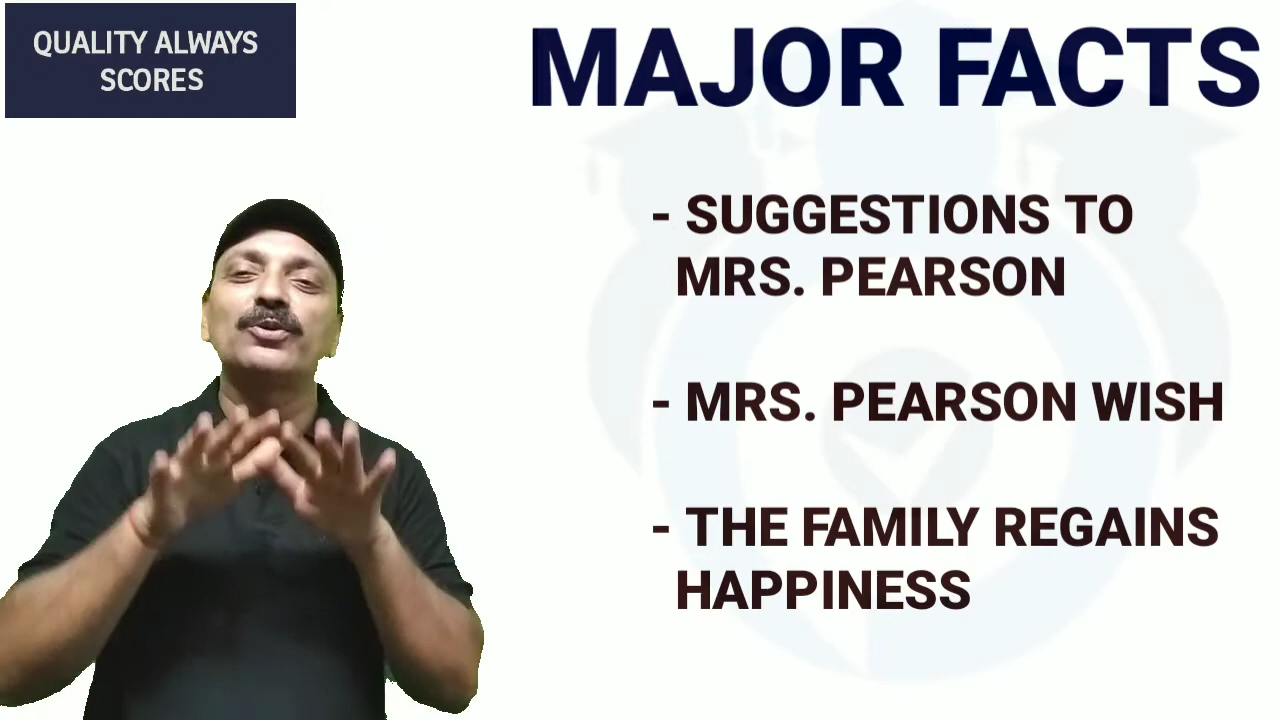 QUALITY ALWAYS
SCORES
MAJOR FACTS
- SUGGESTIONS TO
MRS. PEARSON
- MRS. PEARSON WISH
- THE FAMILY REGAINS
HAPPINESS